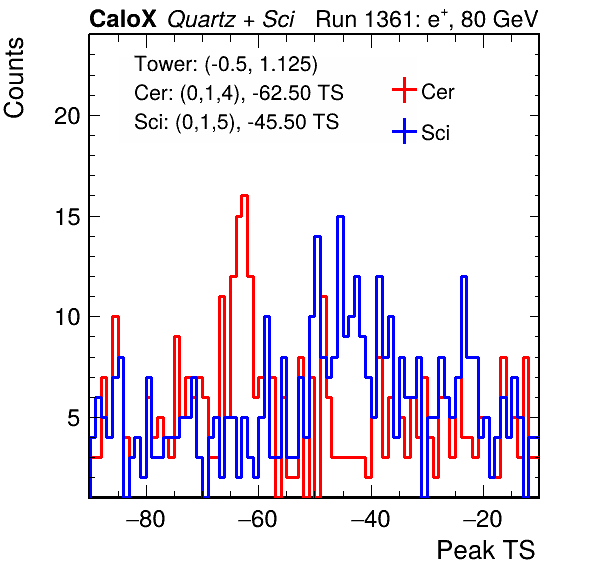 CaloX Quartz + Sci Run 1361: e⁺, 80 GeV
Counts
Tower: (-0.5, 1.125)
Cer: (0,1,4), -62.50 TS
Sci: (0,1,5), -45.50 TS
Cer
Sci
20
15
10
5
−80 −60 −40 −20
Peak TS